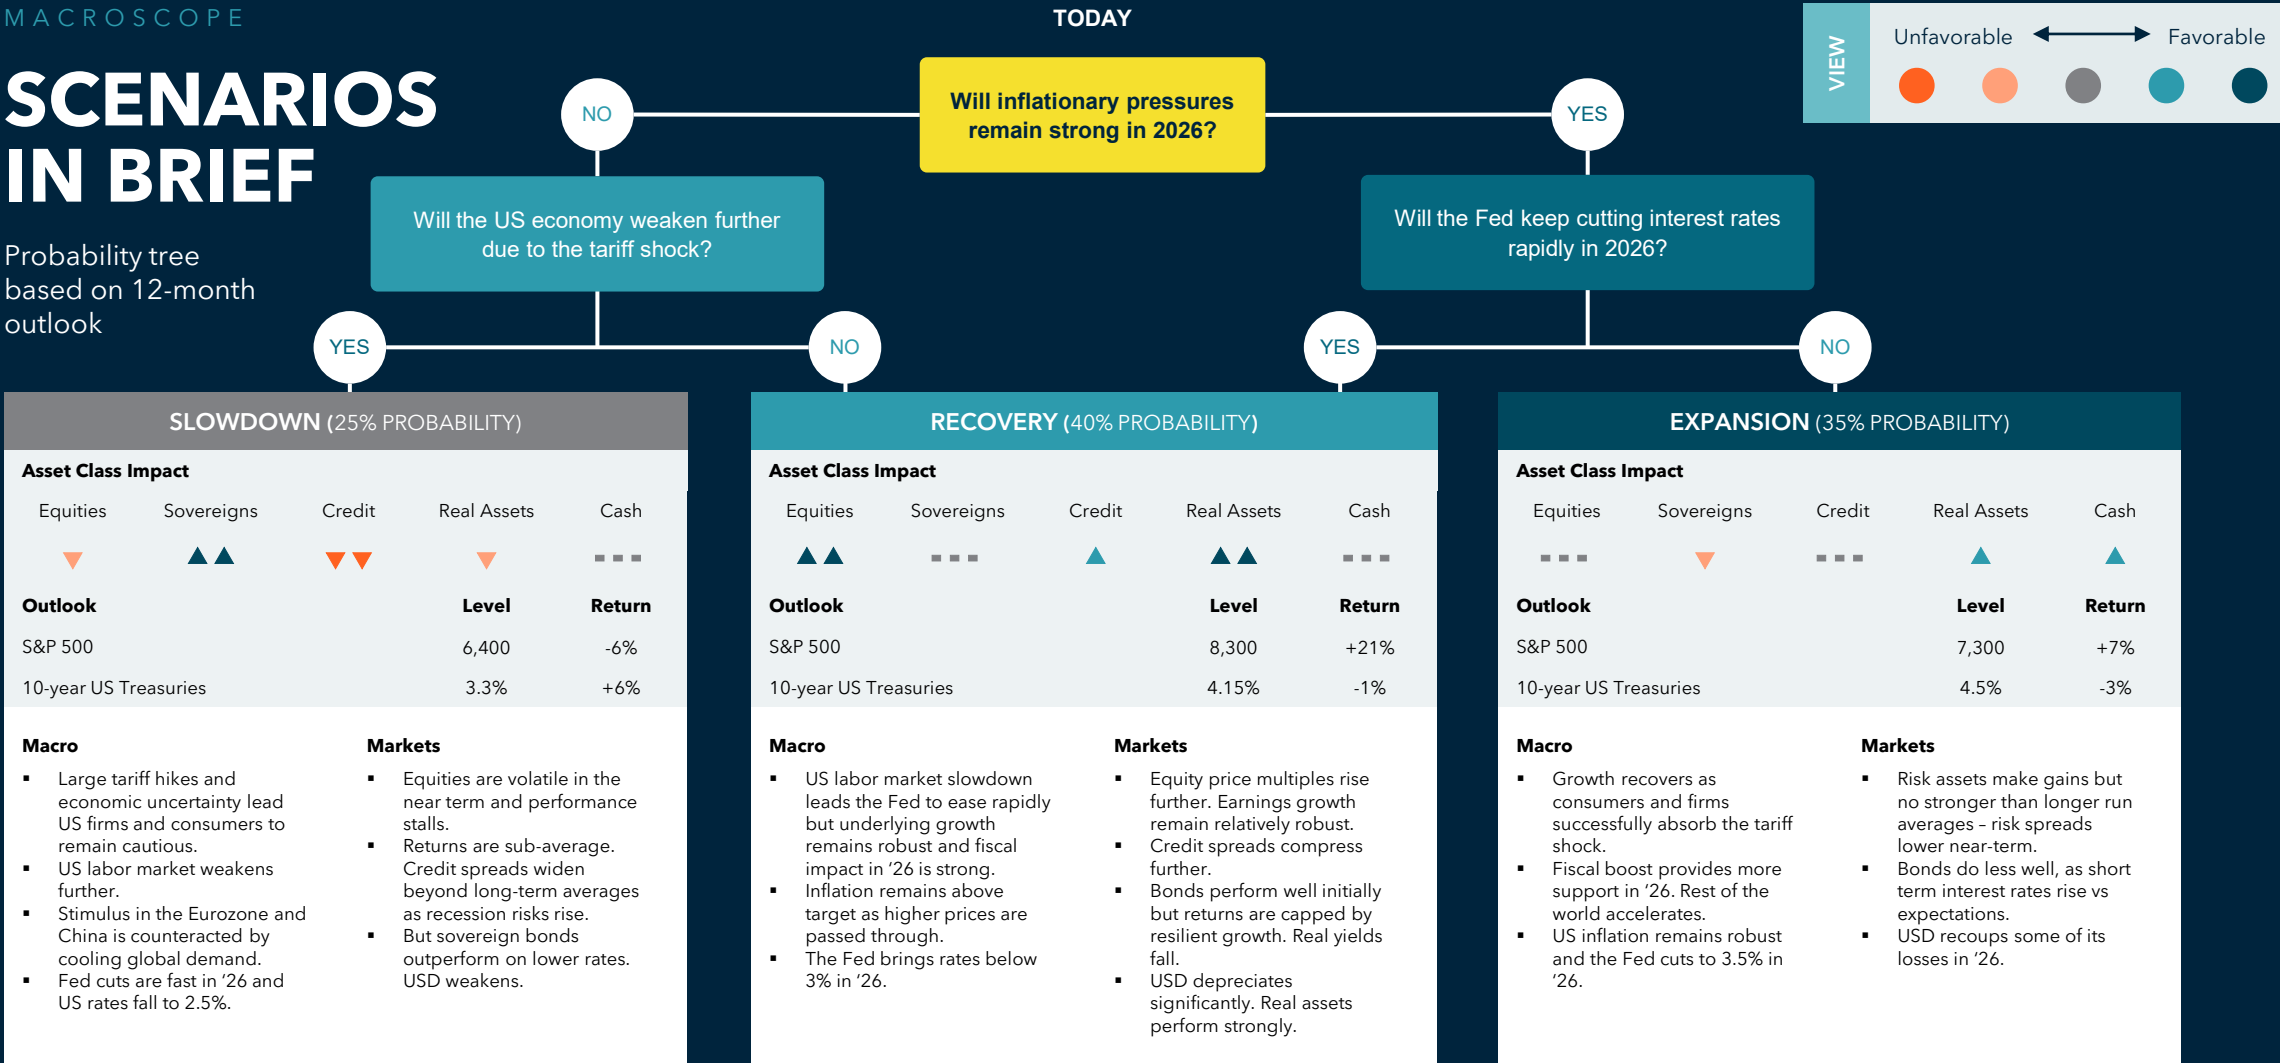 MACROSCOPE
SCENARIOS
IN BRIEF
Probability tree
based on 12-month
outlook
TODAY
Will inflationary pressures
remain strong in 2026?
NO
YES
VIEW
Unfavorable
Favorable
Will the US economy weaken further
due to the tariff shock?
Will the Fed keep cutting interest rates
rapidly in 2026?
YES
NO
YES
NO
SLOWDOWN (25% PROBABILITY)
Asset Class Impact
Equities Sovereigns Credit Real Assets Cash
Outlook Level Return
S&P 500 6,400 -6%
10-year US Treasuries 3.3% +6%
Macro
▪ Large tariff hikes and
economic uncertainty lead
US firms and consumers to
remain cautious.
▪ US labor market weakens
further.
▪ Stimulus in the Eurozone and
China is counteracted by
cooling global demand.
▪ Fed cuts are fast in ‘26 and
US rates fall to 2.5%.
Markets
▪ Equities are volatile in the
near term and performance
stalls.
▪ Returns are sub-average.
Credit spreads widen
beyond long-term averages
as recession risks rise.
▪ But sovereign bonds
outperform on lower rates.
USD weakens.
RECOVERY (40% PROBABILITY)
Asset Class Impact
Equities Sovereigns Credit Real Assets Cash
Outlook Level Return
S&P 500 8,300 +21%
10-year US Treasuries 4.15% -1%
Macro
▪ US labor market slowdown
leads the Fed to ease rapidly
but underlying growth
remains robust and fiscal
impact in ‘26 is strong.
▪ Inflation remains above
target as higher prices are
passed through.
▪ The Fed brings rates below
3% in ‘26.
Markets
▪ Equity price multiples rise
further. Earnings growth
remain relatively robust.
▪ Credit spreads compress
further.
▪ Bonds perform well initially
but returns are capped by
resilient growth. Real yields
fall.
▪ USD depreciates
significantly. Real assets
perform strongly.
EXPANSION (35% PROBABILITY)
Asset Class Impact
Equities Sovereigns Credit Real Assets Cash
Outlook Level Return
S&P 500 7,300 +7%
10-year US Treasuries 4.5% -3%
Macro
▪ Growth recovers as
consumers and firms
successfully absorb the tariff
shock.
▪ Fiscal boost provides more
support in ‘26. Rest of the
world accelerates.
▪ US inflation remains robust
and the Fed cuts to 3.5% in
‘26.
Markets
▪ Risk assets make gains but
no stronger than longer run
averages – risk spreads
lower near-term.
▪ Bonds do less well, as short
term interest rates rise vs
expectations.
▪ USD recoups some of its
losses in ‘26.